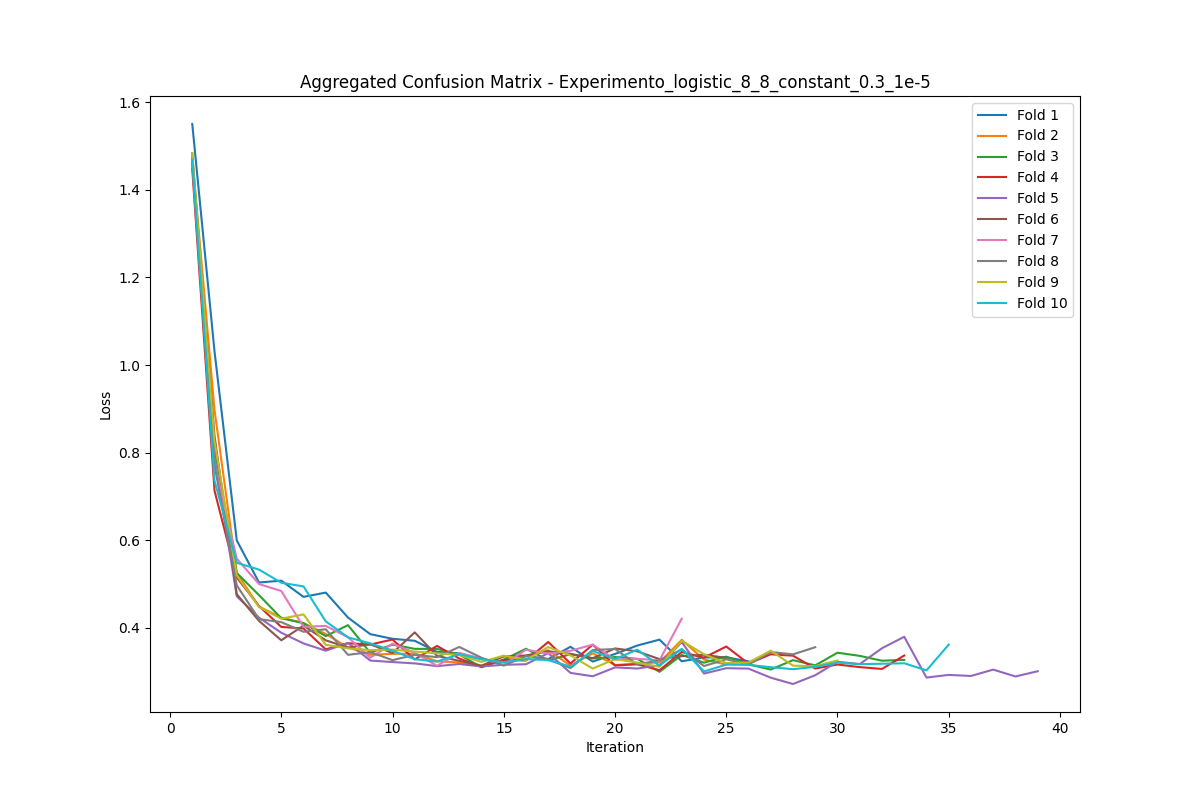 Aggregated Confusion Matrix - Experimento_logistic_8_8_constant_0.3_1e-5
1.6
1.4
1.2
1.0
0.8
0.6
0.4
Loss
0
5
10
15
20
25
30
35
40
Iteration
Fold 1
Fold 2
Fold 3
Fold 4
Fold 5
Fold 6
Fold 7
Fold 8
Fold 9
Fold 10